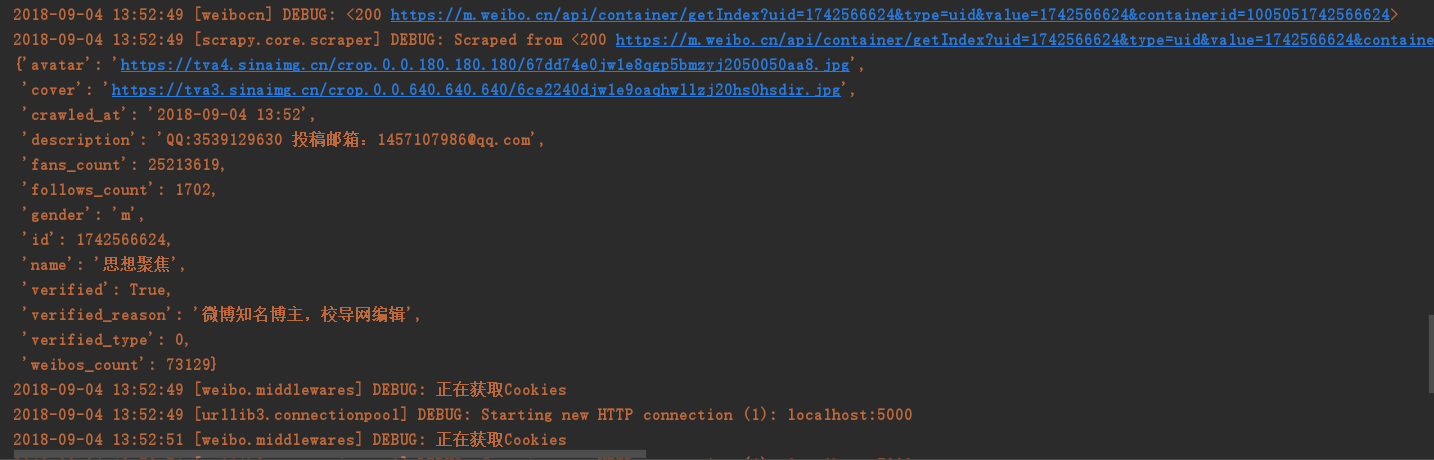 2018-09-04 13:52:49 [weibocn] DEBUG: <200 https://m.weibo.cn/api/container/getIndex?uid=1742566624&type=uid&value=1742566624&containerid=1005051742566624>
2018-09-04 13:52:49 [scrapy.core.scraper] DEBUG: Scraped from <200 https://m.weibo.cn/api/container/getIndex?uid=1742566624&type=uid&value=1742566624&containe
{'avatar': 'https://tva4.sinaimg.cn/crop.0.0.180.180.180/67dd74e0jw1e8qgp5bmzyj2050050aa8.jpg',
'cover': 'https://tva3.sinaimg.cn/crop.0.0.640.640.640/6ce2240djw1e9oaqhwllzj20hs0hsdir.jpg',
'crawled_at': '2018-09-04 13:52',
'description': 'QQ:3539129630 投稿邮箱：1457107986@qq.com',
'fans_count': 25213619,
'follows_count': 1702,
'gender': 'm',
'id': 1742566624,
'name': '思想聚焦',
'verified': True,
'verified_reason': '微博知名博主，校导网编辑',
'verified_type': 0,
'weibos_count': 73129}
2018-09-04 13:52:49 [weibo.middlewares] DEBUG: 正在获取Cookies
2018-09-04 13:52:49 [urllib3.connectionpool] DEBUG: Starting new HTTP connection (1): localhost:5000
2018-09-04 13:52:51 [weibo.middlewares] DEBUG: 正在获取Cookies